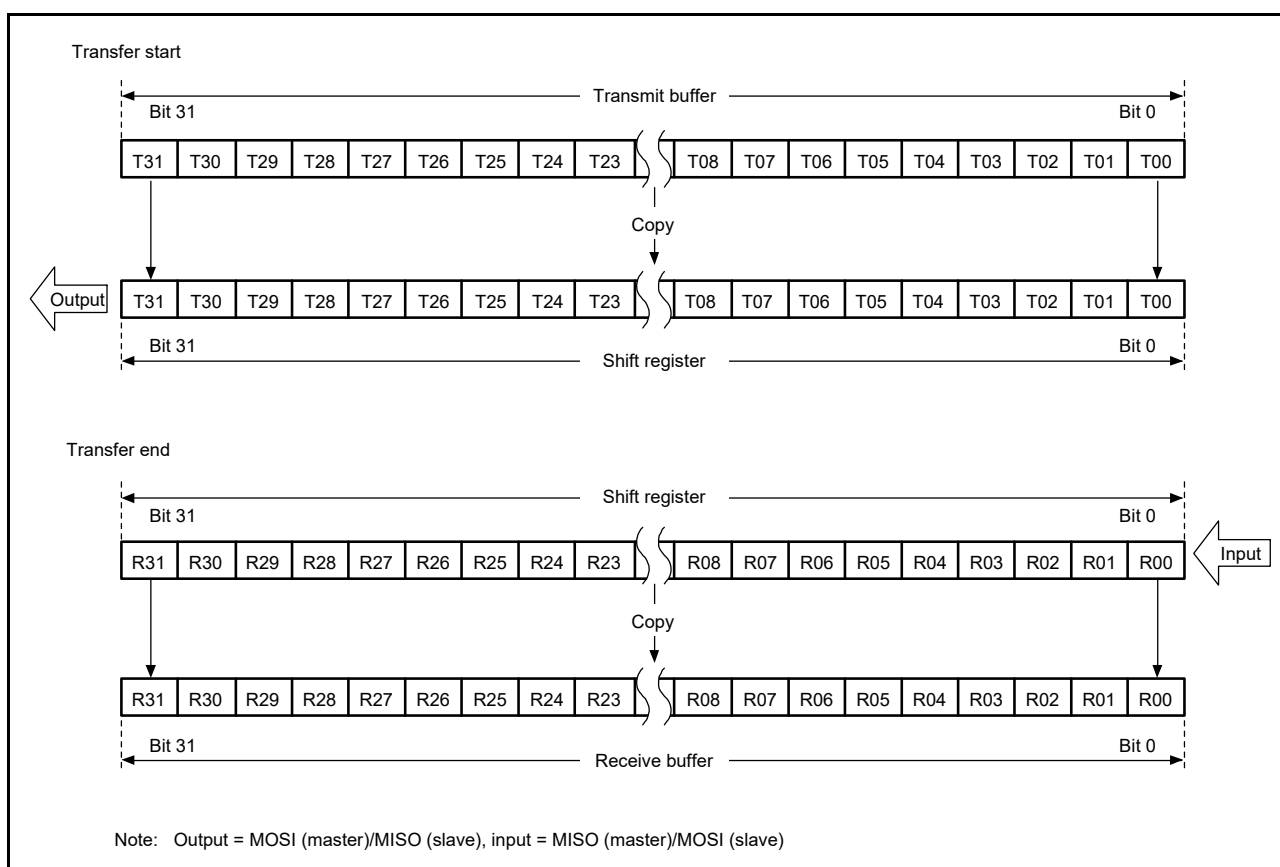 Transfer start
Transmit buffer
Bit 31 Bit 0
T31 T30 T29 T28 T27 T26 T25 T24 T23 T08 T07 T06 T05 T04 T03 T02 T01 T00
Copy
Output T31 T30 T29 T28 T27 T26 T25 T24 T23 T08 T07 T06 T05 T04 T03 T02 T01 T00
Bit 31 Bit 0
Shift register
Transfer end
Shift register
Bit 31 Bit 0
R31 R30 R29 R28 R27 R26 R25 R24 R23 R08 R07 R06 R05 R04 R03 R02 R01 R00 Input
Copy
R31 R30 R29 R28 R27 R26 R25 R24 R23 R08 R07 R06 R05 R04 R03 R02 R01 R00
Bit 31 Bit 0
Receive buffer
Note: Output = MOSI (master)/MISO (slave), input = MISO (master)/MOSI (slave)